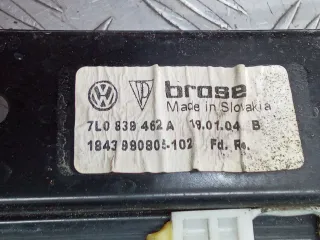 brose
Made in Slovakia
7L0 839 462 A 19.01.04 B
1843 990805-102 Fd. Re.